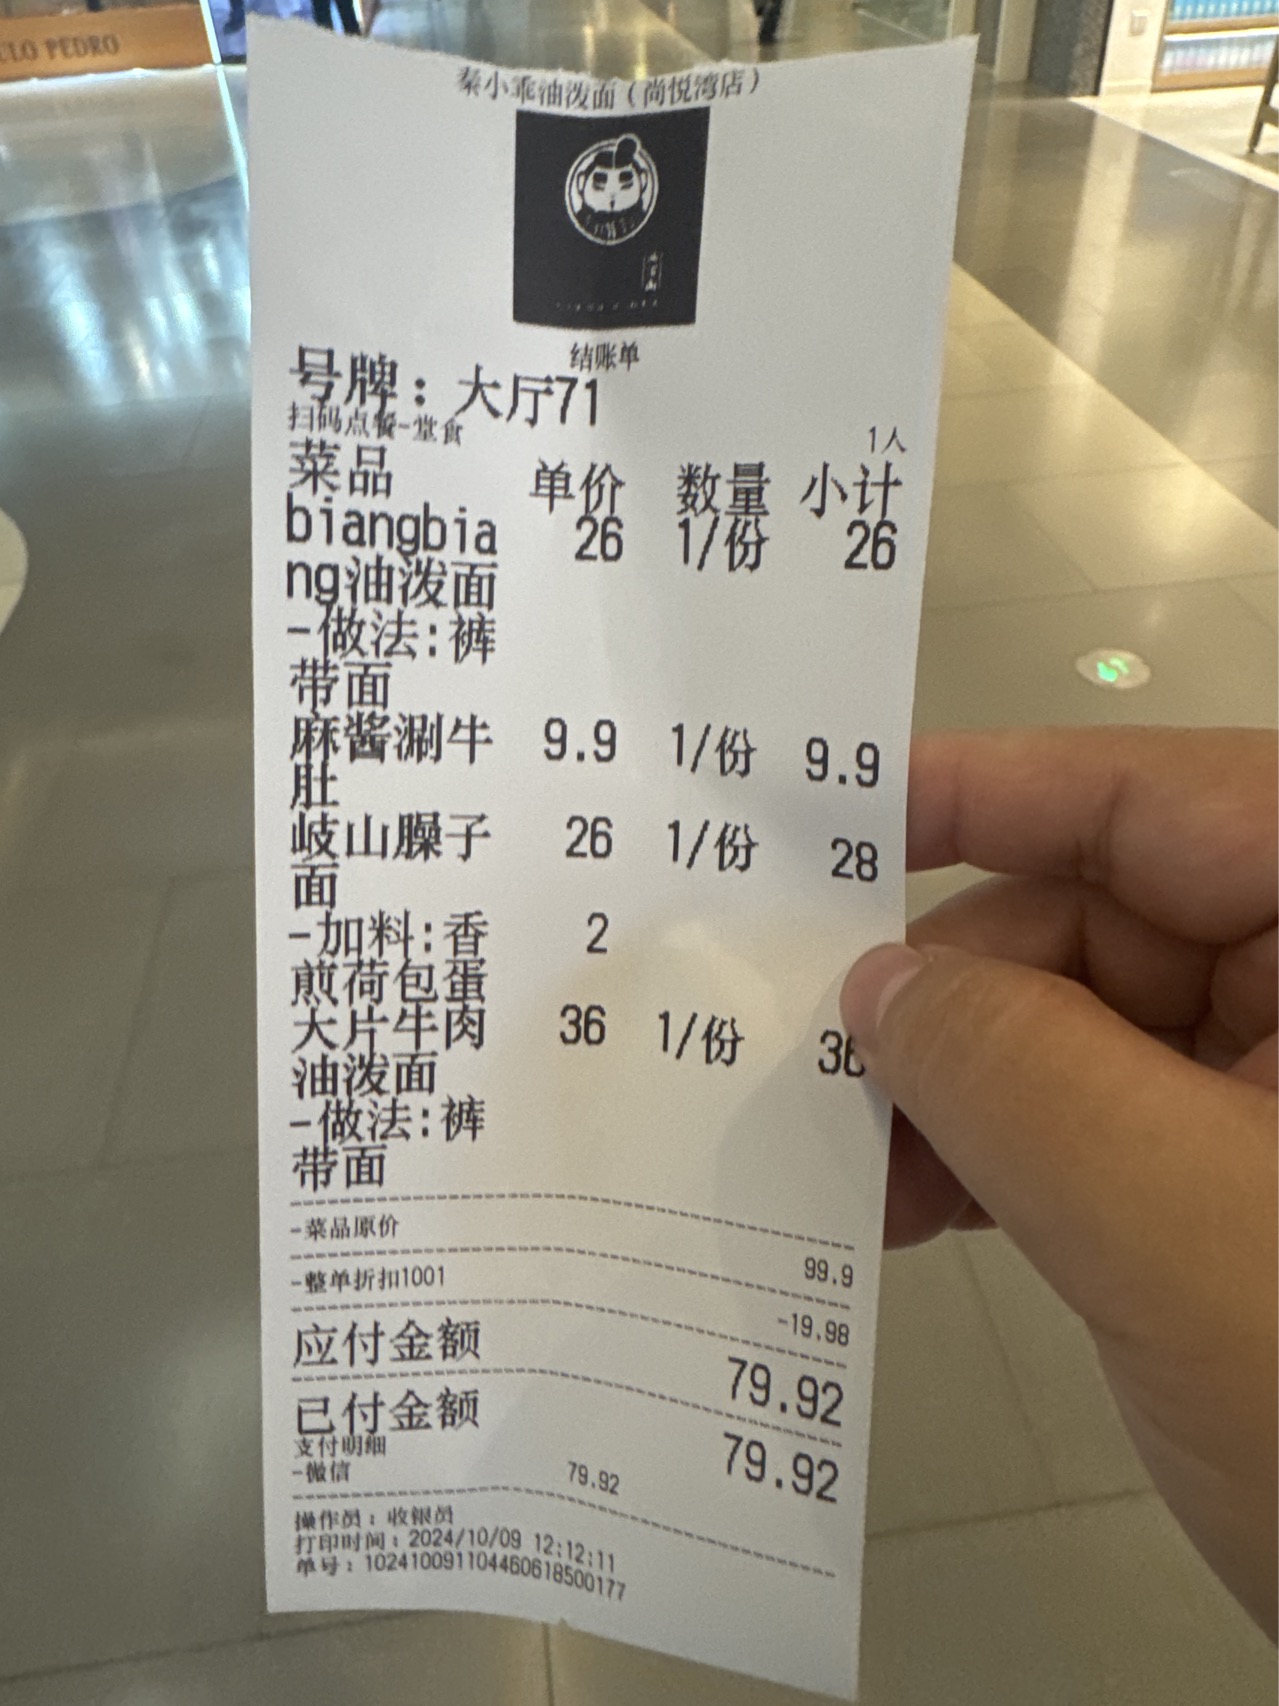 LO PEDRO
秦小乖油泼面（尚悦湾店）
结账单
号牌：大厅71
扫码点餐-堂食 1人
菜品 单价 数量 小计
biangbia 26 1/份 26
ng油泼面
-做法:裤
带面
麻酱涮牛 9.9 1/份 9.9
肚
岐山臊子 26 1/份 28
面
-加料:香 2
煎荷包蛋
大片牛肉 36 1/份 36
油泼面
-做法:裤
带面
-菜品原价 99.9
-整单折扣1001 -19.98
应付金额 79.92
已付金额 79.92
支付明细
-微信 79.92
操作员：收银员
打印时间：2024/10/09 12:12:11
单号：1024100911044606185001​77